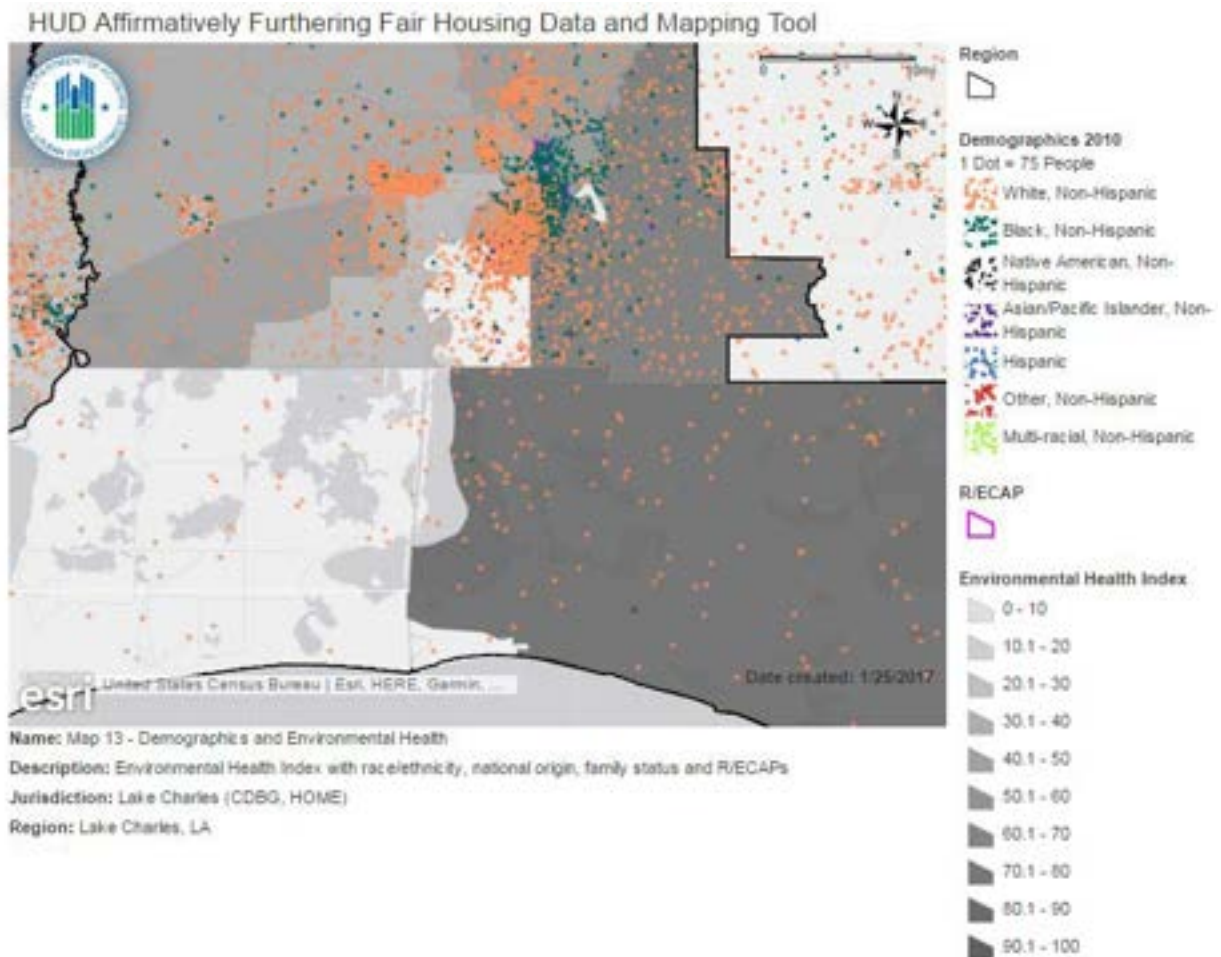 HUD Affirmatively Furthering Fair Housing Data and Mapping Tool
0 5 10mi
N
W
Region
Demographics 2010
1 Dot = 75 People
White, Non-Hispanic
Black, Non-Hispanic
Native American, Non-
Hispanic
Asian/Pacific Islander, Non-
Hispanic
Hispanic
Other, Non-Hispanic
Multi-racial, Non-Hispanic
R/ECAP
Environmental Health Index
0 - 10
10.1 - 20
20.1 - 30
30.1 - 40
40.1 - 50
50.1 - 60
60.1 - 70
70.1 - 80
80.1 - 90
90.1 - 100
esri
United States Census Bureau | Esri, HERE, Garmin, ...
Date created: 1/25/2017
Name: Map 13 - Demographics and Environmental Health
Description: Environmental Health Index with race/ethnicity, national origin, family status and R/ECAPs
Jurisdiction: Lake Charles (CDBG, HOME)
Region: Lake Charles, LA